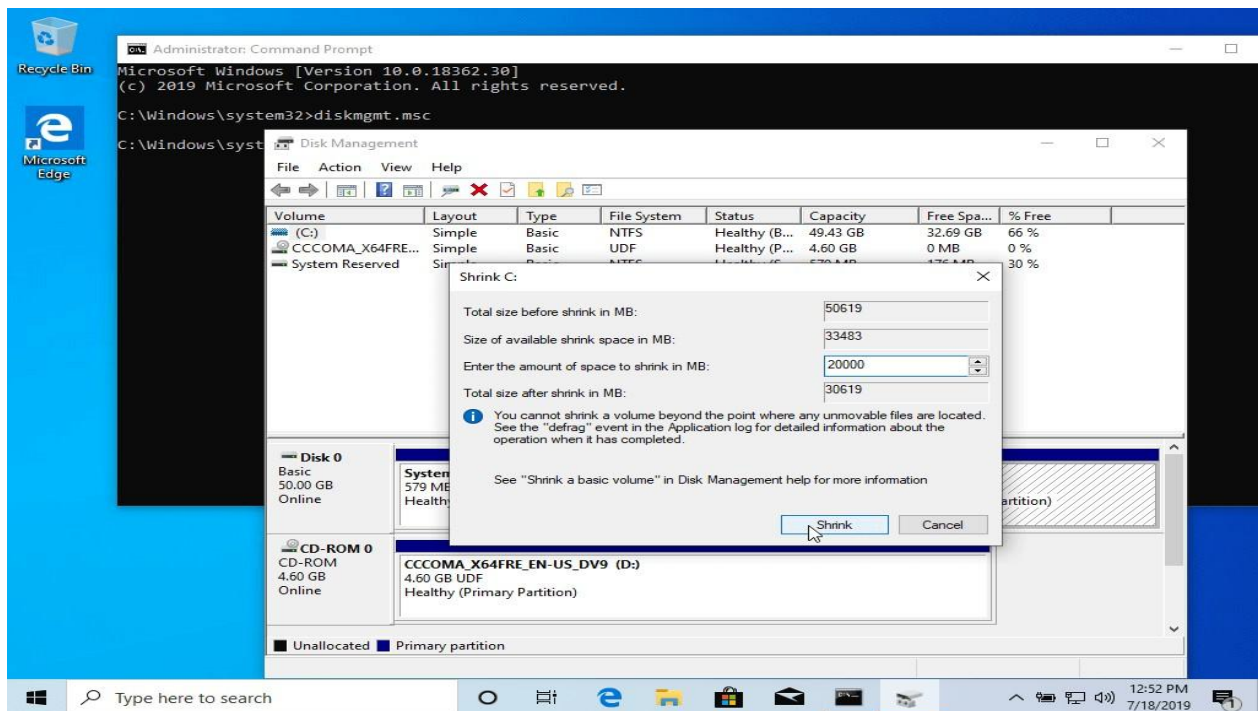 Recycle Bin
Microsoft Edge
Administrator: Command Prompt
Microsoft Windows [Version 10.0.18362.30]
(c) 2019 Microsoft Corporation. All rights reserved.
C:\Windows\system32>diskmgmt.msc
C:\Windows\syst
Disk Management
File Action View Help
Volume Layout Type File System Status Capacity Free Spa... % Free
(C:) Simple Basic NTFS Healthy (B... 49.43 GB 32.69 GB 66 %
CCCOMA_X64FRE... Simple Basic UDF Healthy (P... 4.60 GB 0 MB 0 %
System Reserved 30 %
Shrink C:
Total size before shrink in MB: 50619
Size of available shrink space in MB: 33483
Enter the amount of space to shrink in MB: 20000
Total size after shrink in MB: 30619
You cannot shrink a volume beyond the point where any unmovable files are located.
See the "defrag" event in the Application log for detailed information about the
operation when it has completed.
See "Shrink a basic volume" in Disk Management help for more information
Shrink Cancel
Disk 0
Basic
50.00 GB
Online
System
579 MB
Health
artition)
CD-ROM 0
CD-ROM
4.60 GB
Online
CCCOMA_X64FRE_EN-US_DV9 (D:)
4.60 GB UDF
Healthy (Primary Partition)
Unallocated Primary partition
Type here to search
12:52 PM
7/18/2019